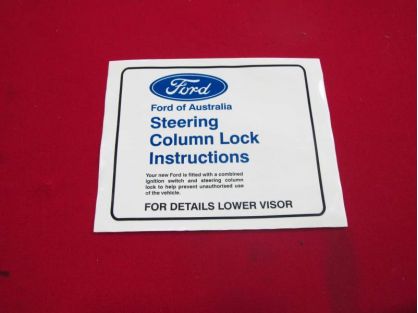 Ford
Ford of Australia
Steering
Column Lock
Instructions
Your new Ford is fitted with a combined
ignition switch and steering column
lock to help prevent unauthorised use
of the vehicle.
FOR DETAILS LOWER VISOR